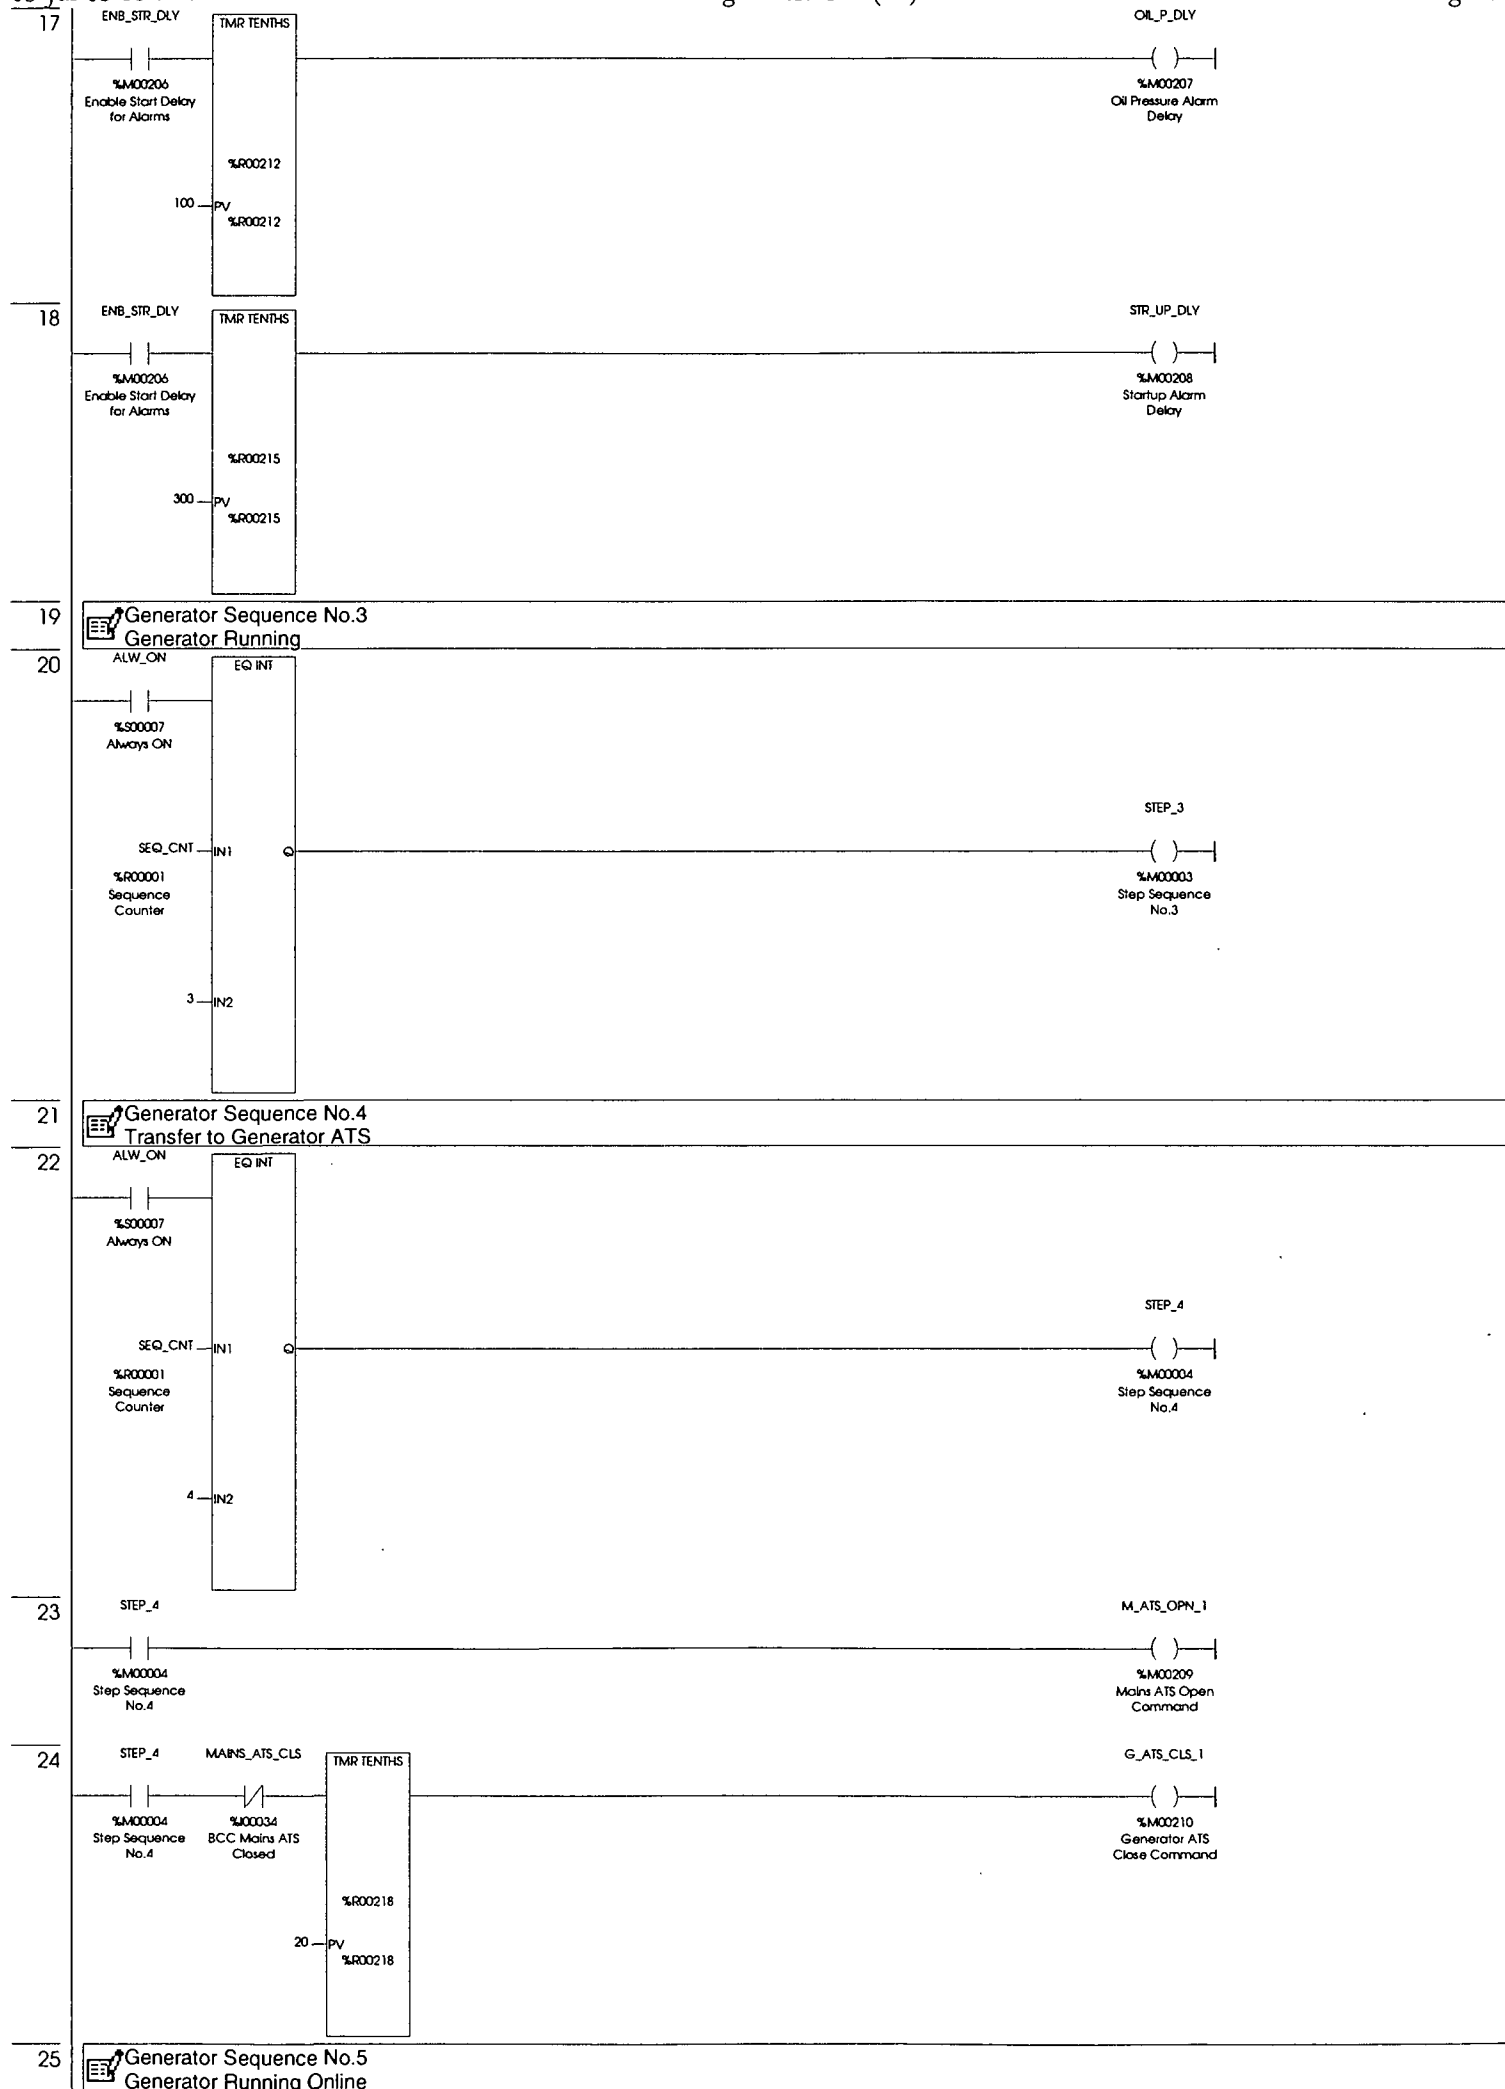 17
ENB_STR_DLY
TMR TENTHS
OIL_P_DLY
%M00206
Enable Start Delay
for Alarms
%M00207
Oil Pressure Alarm
Delay
%R00212
100
PV
%R00212
18
ENB_STR_DLY
TMR TENTHS
STR_UP_DLY
%M00206
Enable Start Delay
for Alarms
%M00208
Startup Alarm
Delay
%R00215
300
PV
%R00215
19
Generator Sequence No.3
Generator Running
20
ALW_ON
EQ INT
%S00007
Always ON
STEP_3
SEQ_CNT
IN1
Q
%R00001
Sequence
Counter
%M00003
Step Sequence
No.3
3
IN2
21
Generator Sequence No.4
Transfer to Generator ATS
22
ALW_ON
EQ INT
%S00007
Always ON
STEP_4
SEQ_CNT
IN1
Q
%R00001
Sequence
Counter
%M00004
Step Sequence
No.4
4
IN2
23
STEP_4
M_ATS_OPN_1
%M00004
Step Sequence
No.4
%M00209
Mains ATS Open
Command
24
STEP_4
MAINS_ATS_CLS
TMR TENTHS
G_ATS_CLS_1
%M00004
Step Sequence
No.4
%I00034
BCC Mains ATS
Closed
%M00210
Generator ATS
Close Command
%R00218
20
PV
%R00218
25
Generator Sequence No.5
Generator Running Online